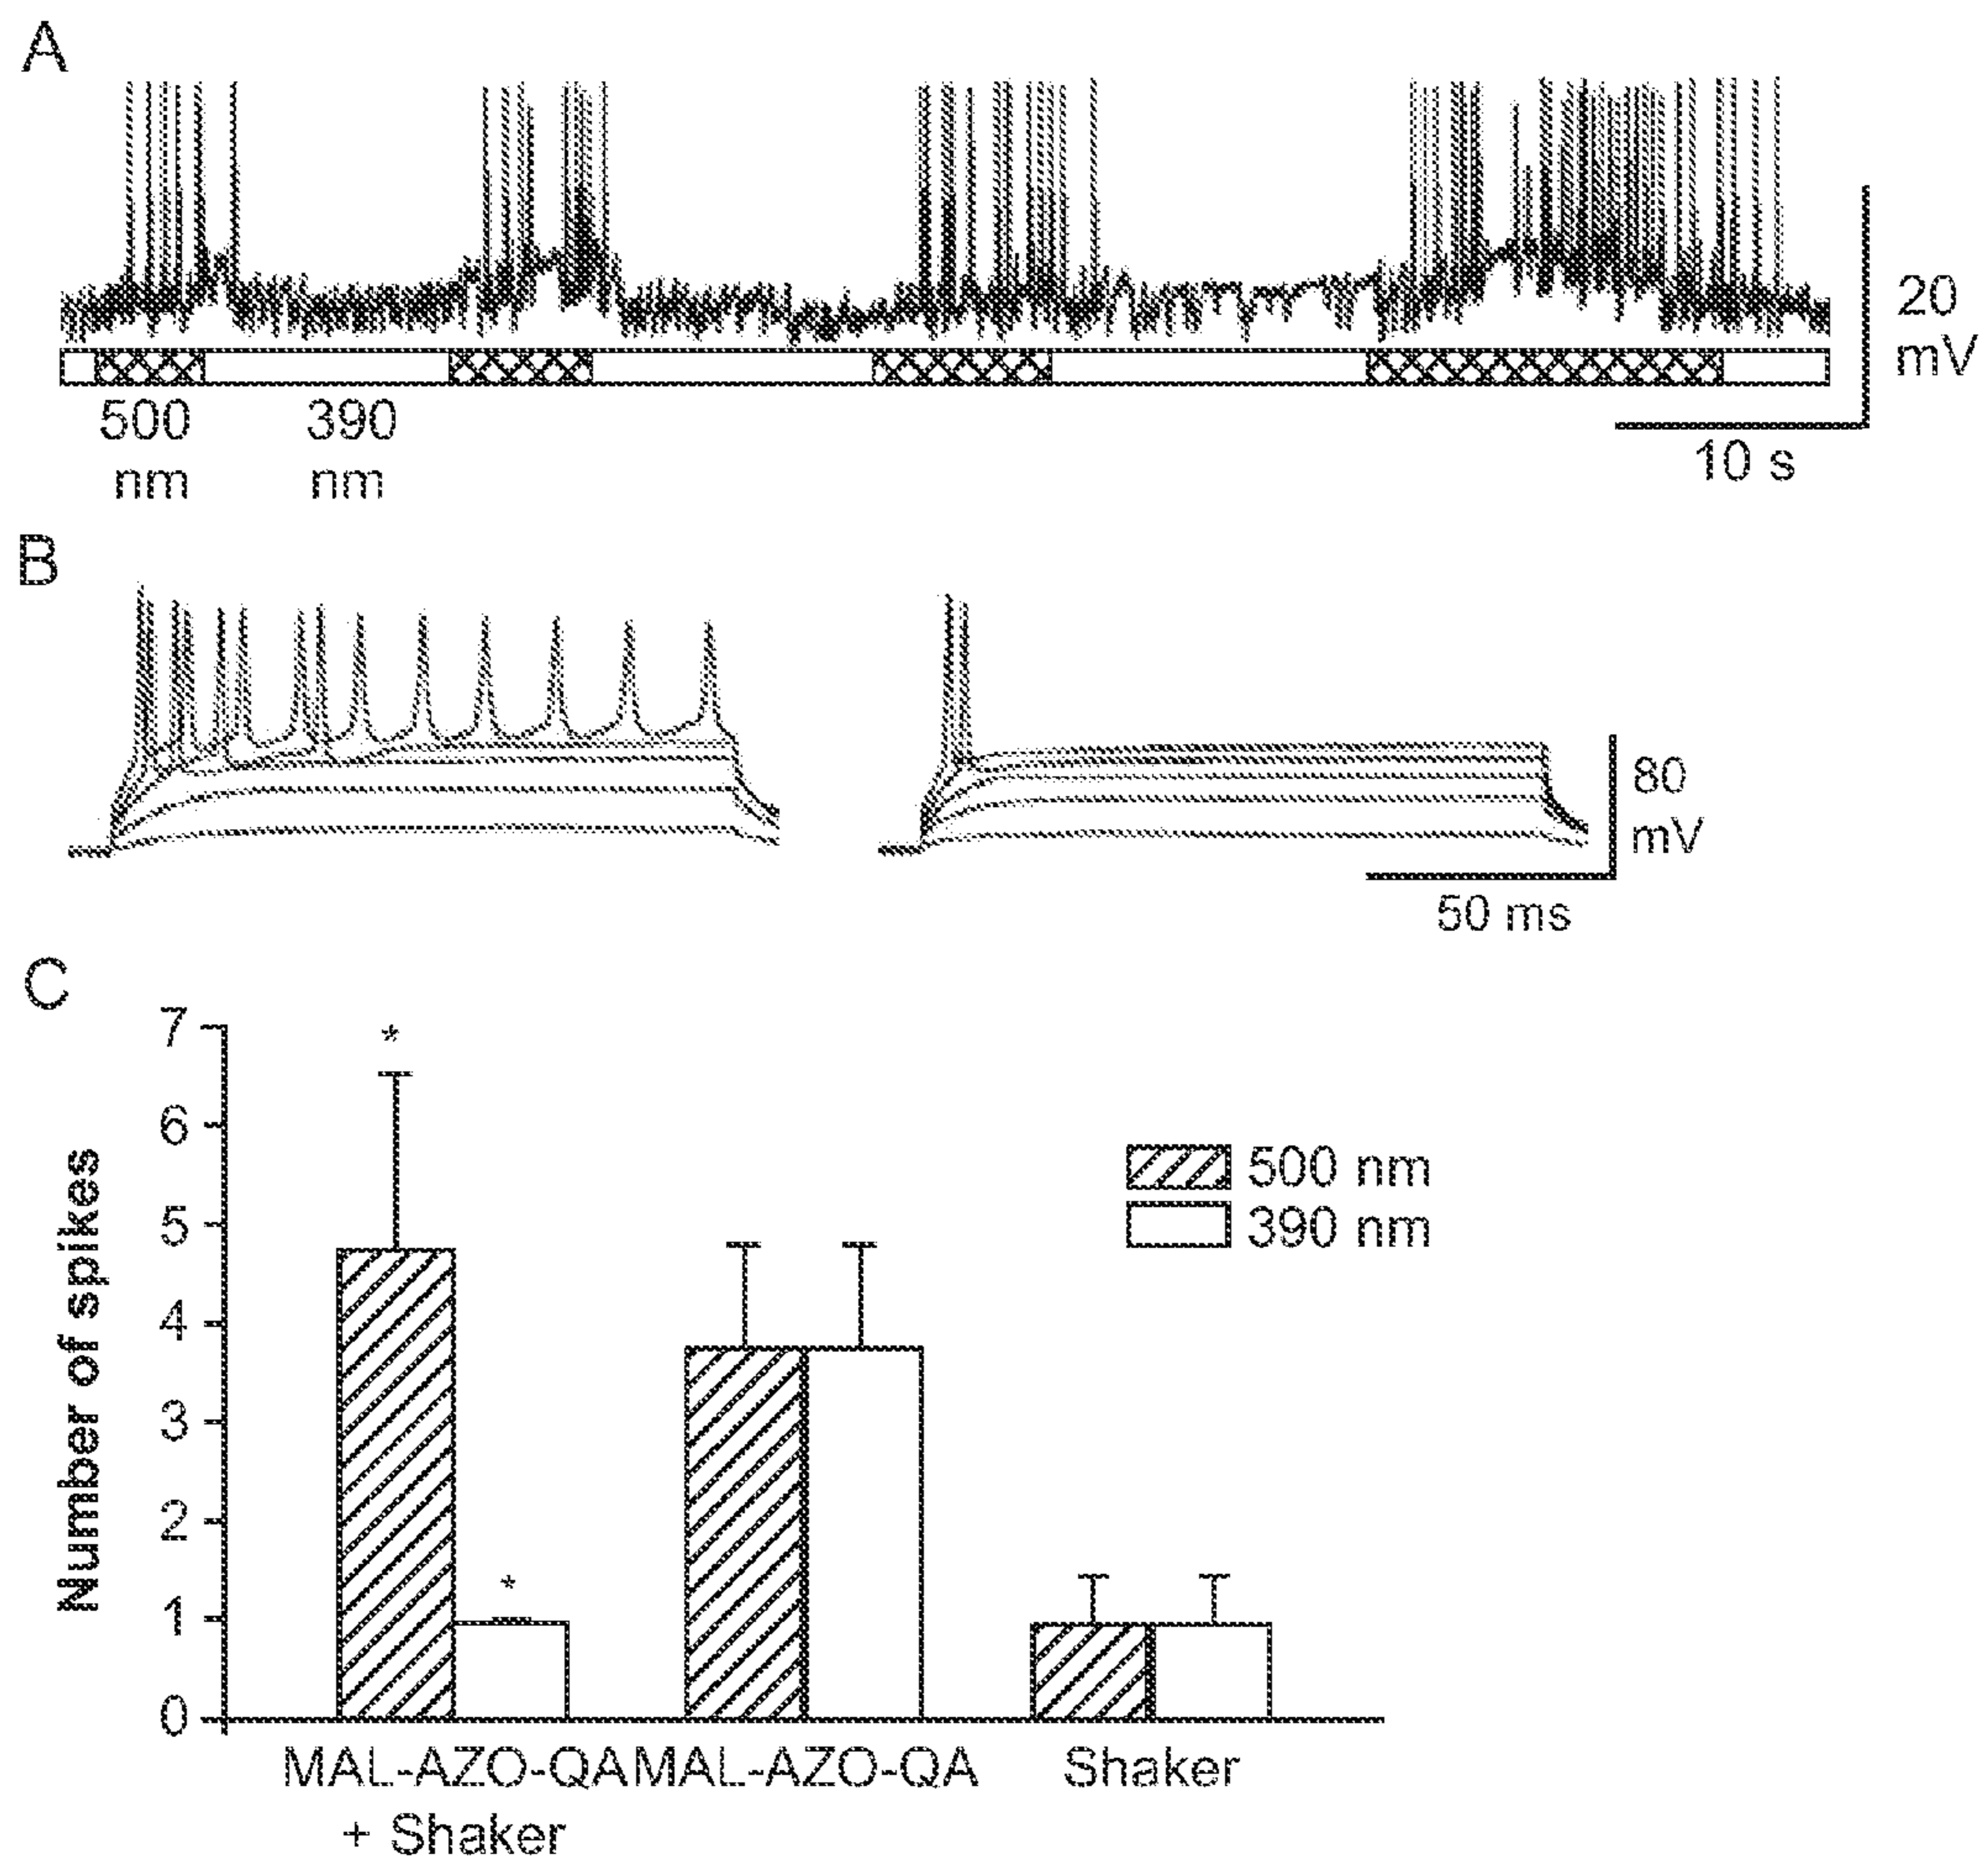 A
20
mV
500
nm
390
nm
10 s
B
80
mV
50 ms
C
7
6
5
4
3
2
1
0
Number of spikes
*
*
500 nm
390 nm
MAL-AZO-QA
+ Shaker
MAL-AZO-QA
Shaker